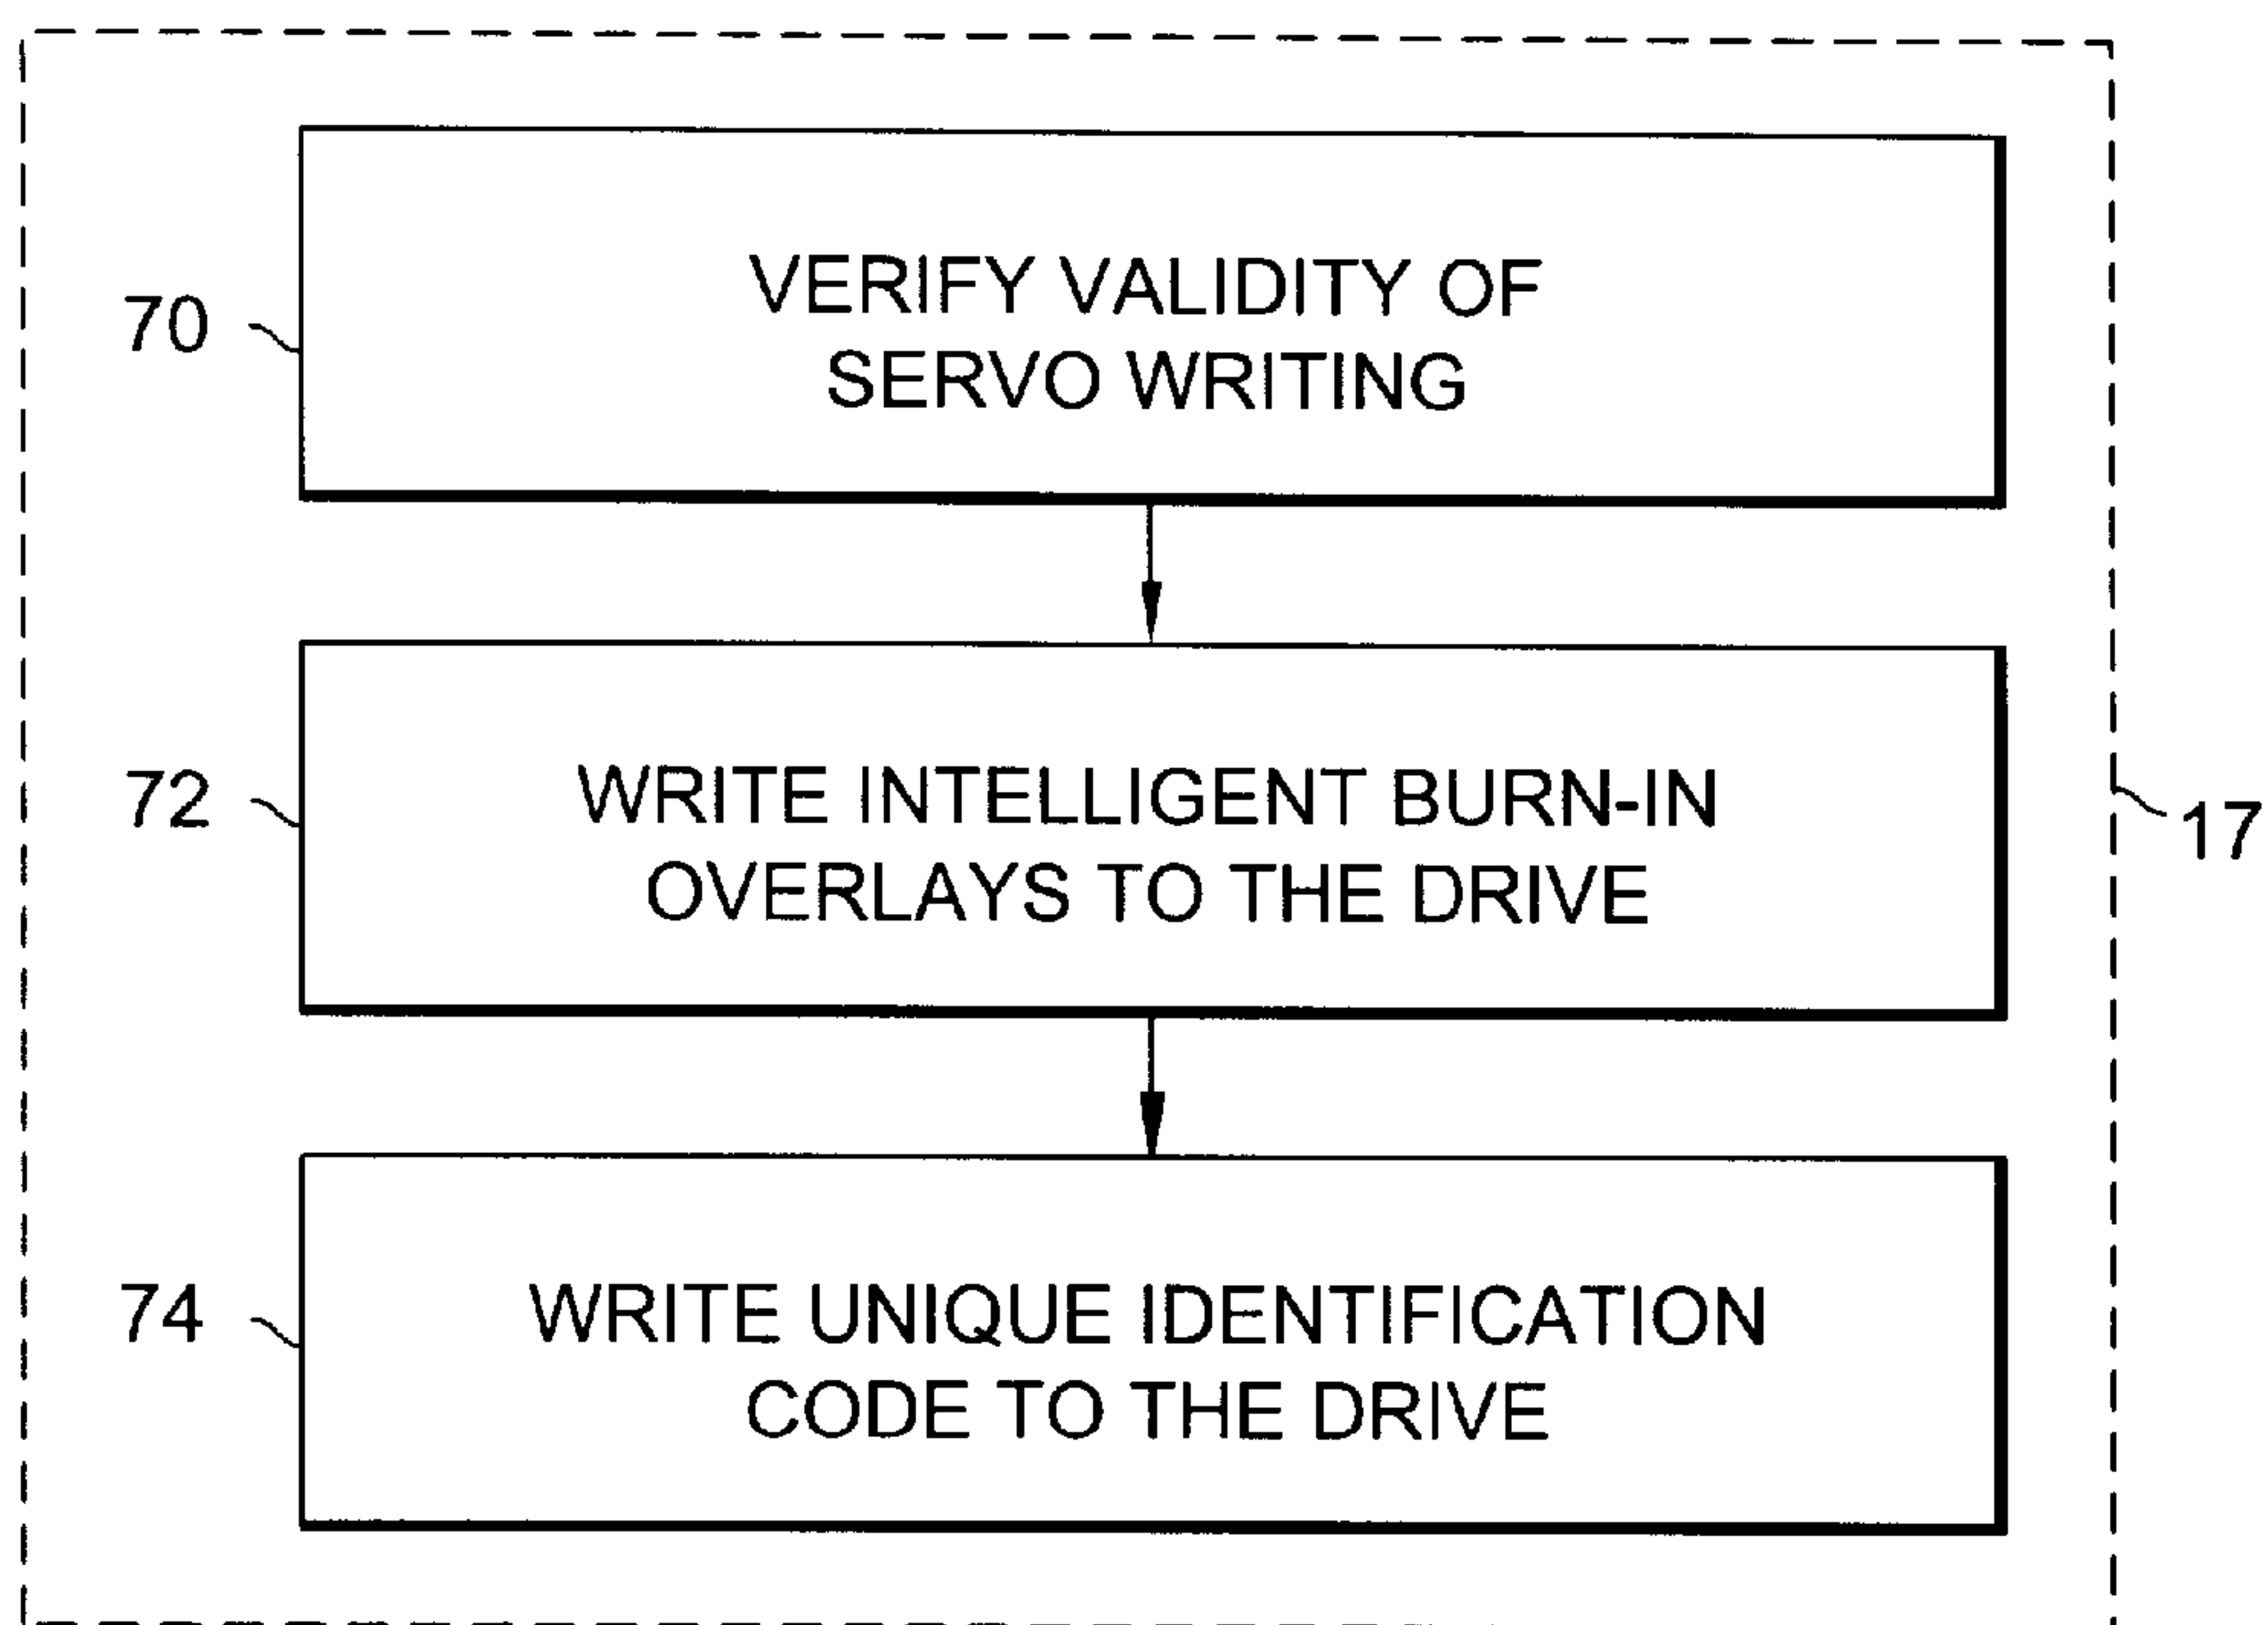 70
VERIFY VALIDITY OF
SERVO WRITING
72
WRITE INTELLIGENT BURN-IN
OVERLAYS TO THE DRIVE
17
74
WRITE UNIQUE IDENTIFICATION
CODE TO THE DRIVE